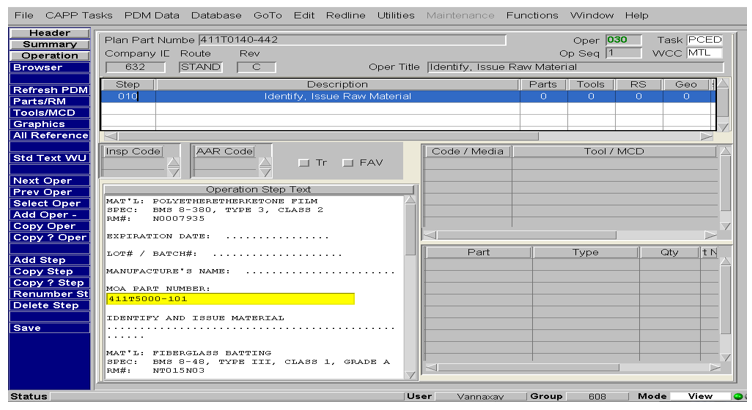 File CAPP Tasks PDM Data Database GoTo Edit Redline Utilities Maintenance Functions Window Help
Header
Summary
Operation
Browser
Refresh PDM
Parts/RM
Tools/MCD
Graphics
All Reference
Std Text WU
Next Oper
Prev Oper
Select Oper
Add Oper -
Copy Oper
Copy ? Oper
Add Step
Copy Step
Copy ? Step
Renumber St
Delete Step
Save
Plan Part Numbe 411T0140-442 Oper 030 Task PCED
Company IE Route Rev Op Seq 1 WCC MTL
632 STAND C Oper Title Identify, Issue Raw Material
Step Description Parts Tools RS Geo
010 Identify, Issue Raw Material 0 0 0 0
Insp Code AAR Code Tr FAV
Code / Media Tool / MCD
Operation Step Text
MAT'L: POLYETHERETHERKETONE FILM
SPEC: BMS 8-380, TYPE 3, CLASS 2
RM#: N0007935
EXPIRATION DATE: ................
LOT# / BATCH#: ....................
MANUFACTURE'S NAME: .......................
MOA PART NUMBER:
411T5000-101
IDENTIFY AND ISSUE MATERIAL
............................................
......
MAT'L: FIBERGLASS BATTING
SPEC: BMS 8-48, TYPE III, CLASS 1, GRADE A
RM#: NT015N03
Part Type Qty t N
Status User Vannaxay Group 608 Mode View